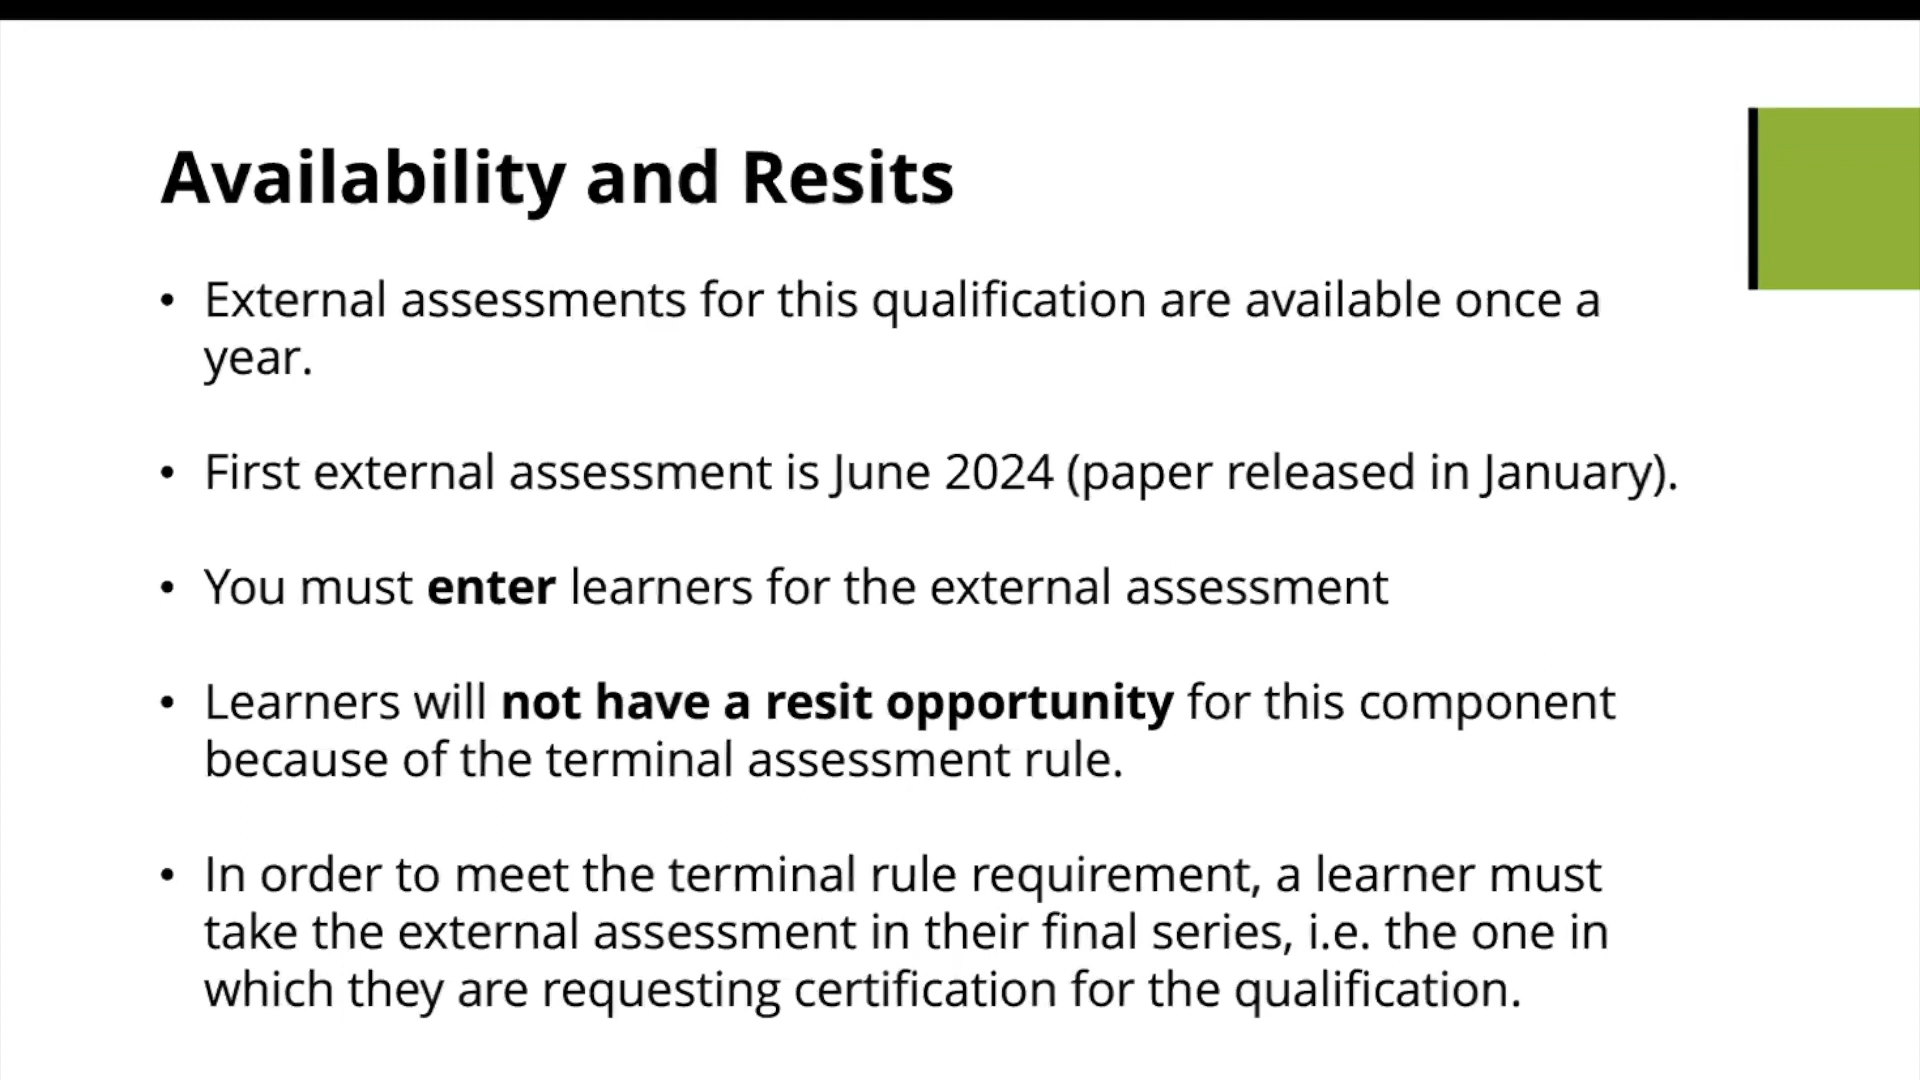 Availability and Resits
• External assessments for this qualification are available once a
year.
• First external assessment is June 2024 (paper released in January).
• You must enter learners for the external assessment
• Learners will not have a resit opportunity for this component
because of the terminal assessment rule.
• In order to meet the terminal rule requirement, a learner must
take the external assessment in their final series, i.e. the one in
which they are requesting certification for the qualification.